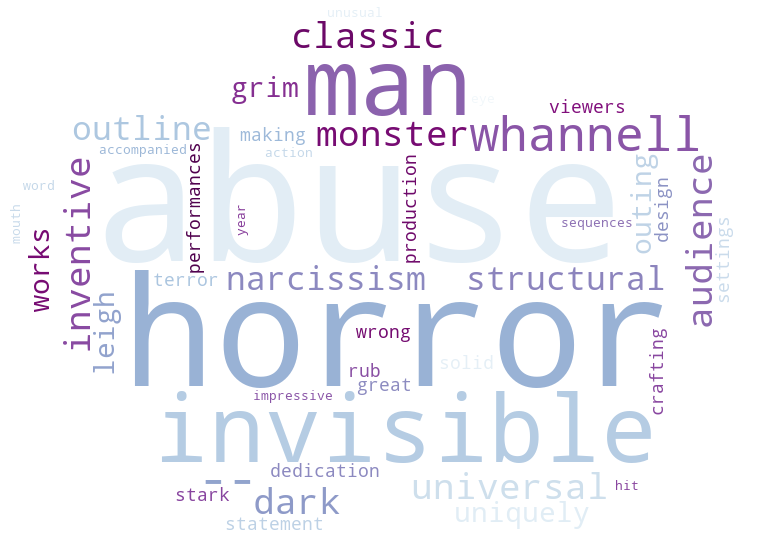 unusual
classic
man
grim
eye
viewers
outline
making
monster
whannell
accompanied
action
abuse
word
mouth
works
inventive
performances
year
production
outing
design
audience
settings
sequences
terror
narcissism
structural
leigh
horror
wrong
solid
rub
great
crafting
impressive
invisible
dedication
--
stark
dark
universal
hit
uniquely
statement